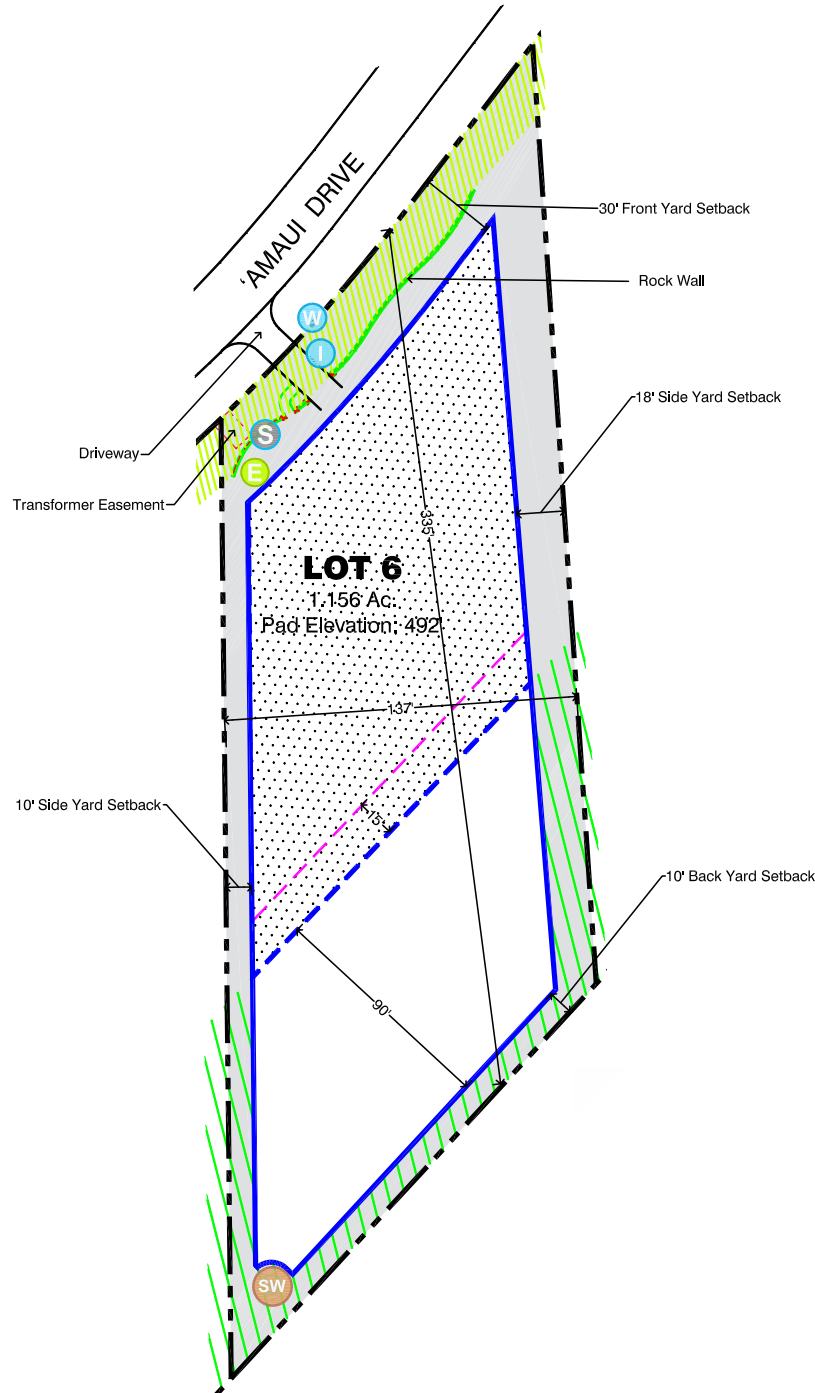 'AMAUI DRIVE
30' Front Yard Setback
Rock Wall
W
I
18' Side Yard Setback
S
Driveway
E
Transformer Easement
335'
LOT 6
1.156 Ac.
Pad Elevation: 492'
137'
10' Side Yard Setback
15'
10' Back Yard Setback
90'
SW